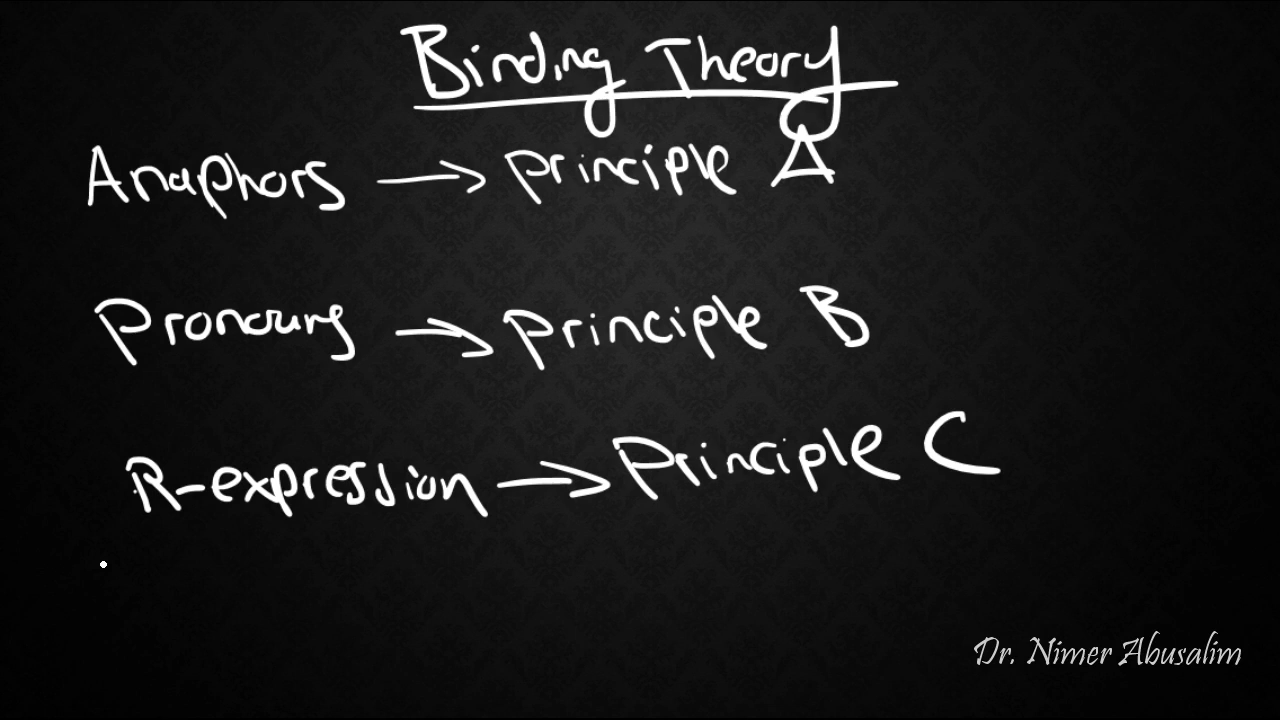 Binding Theory
Anaphors → principle A
Pronouns → principle B
R-expression → Principle C
Dr. Nimer Abusalim